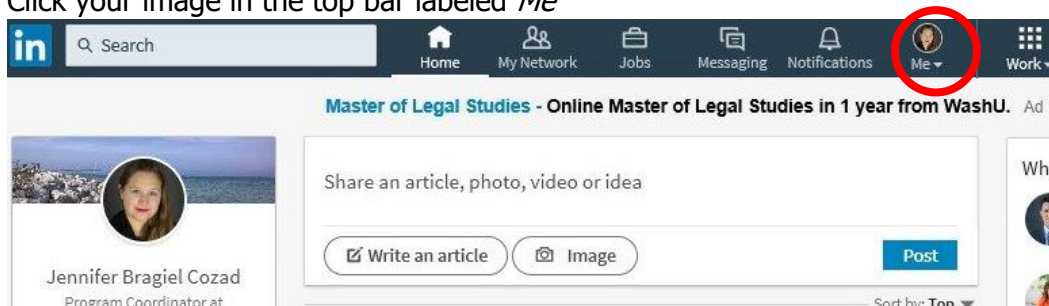 Click your image in the top bar labeled Me
in Search
Home My Network Jobs Messaging Notifications Me Work
Master of Legal Studies - Online Master of Legal Studies in 1 year from WashU. Ad
Share an article, photo, video or idea
Wh
Write an article Image Post
Jennifer Bragiel Cozad
Program Coordinator at
Sort by: Top